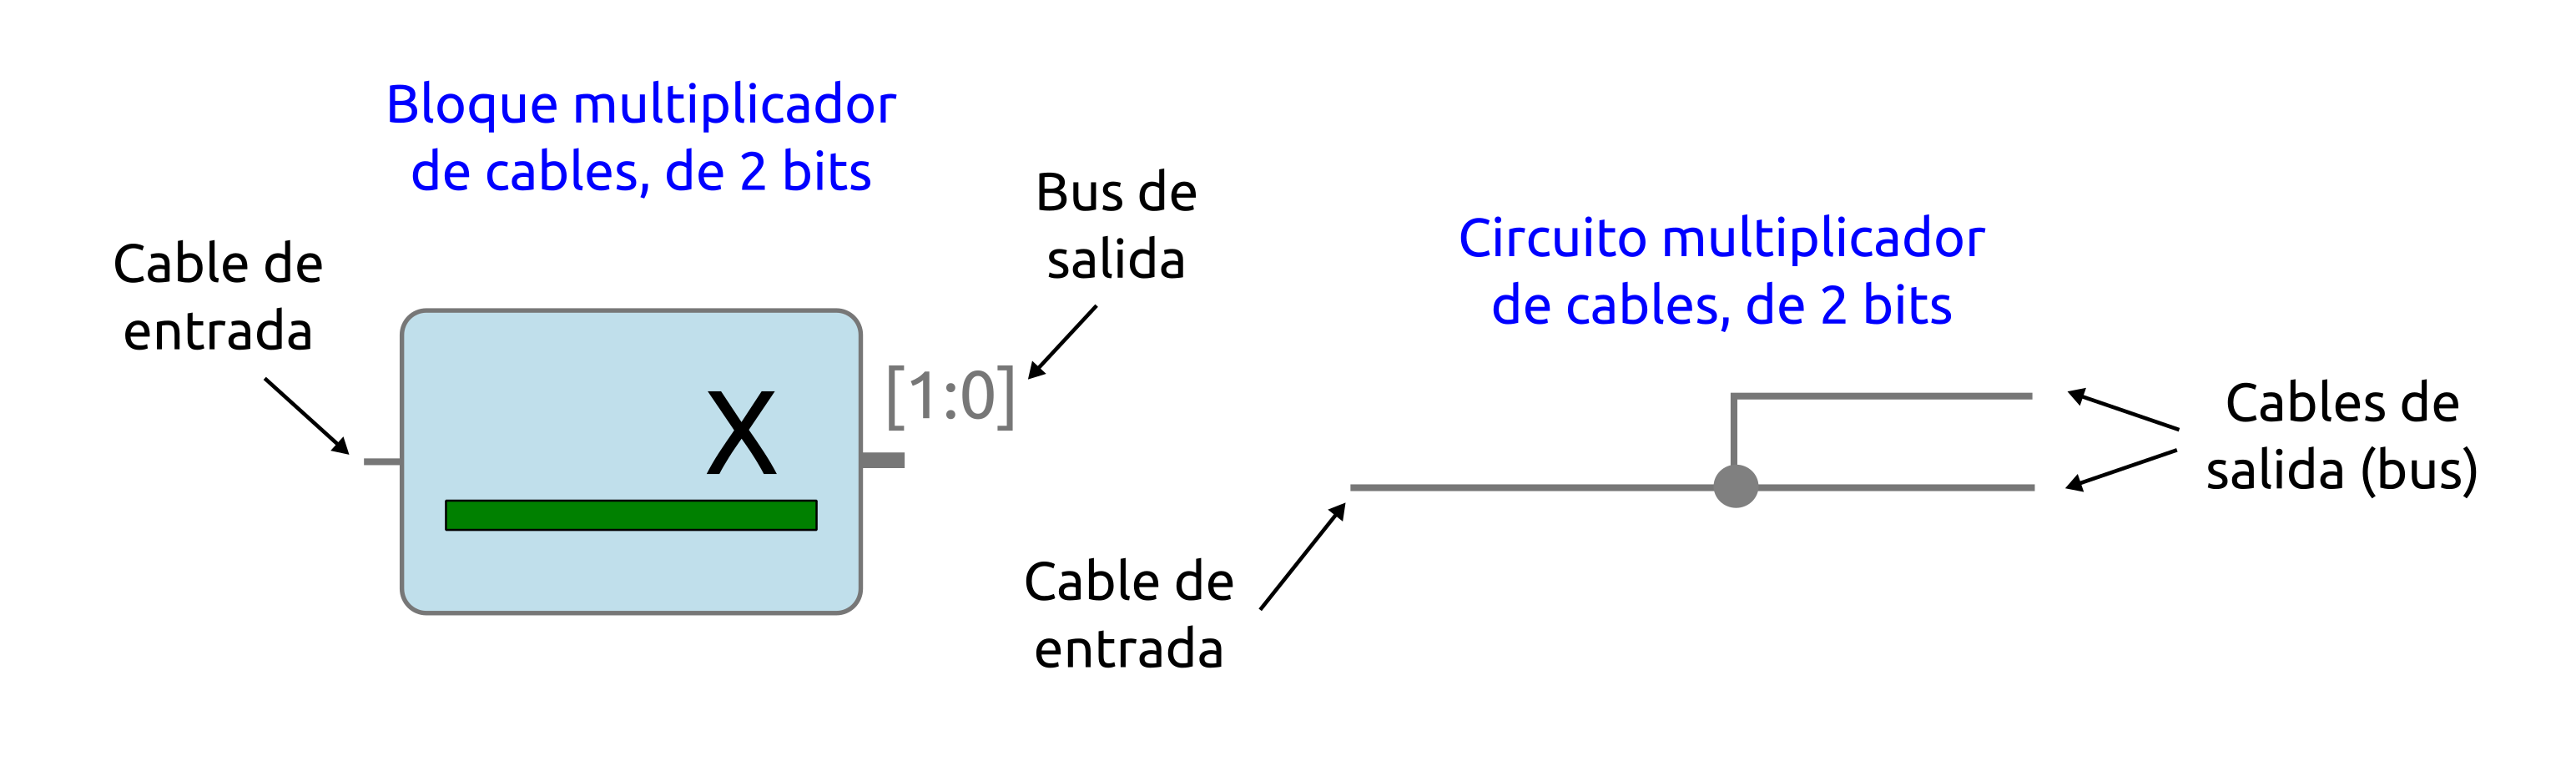 Bloque multiplicador
de cables, de 2 bits
Cable de
entrada
X
Bus de
salida
[1:0]
Circuito multiplicador
de cables, de 2 bits
Cable de
entrada
Cables de
salida (bus)